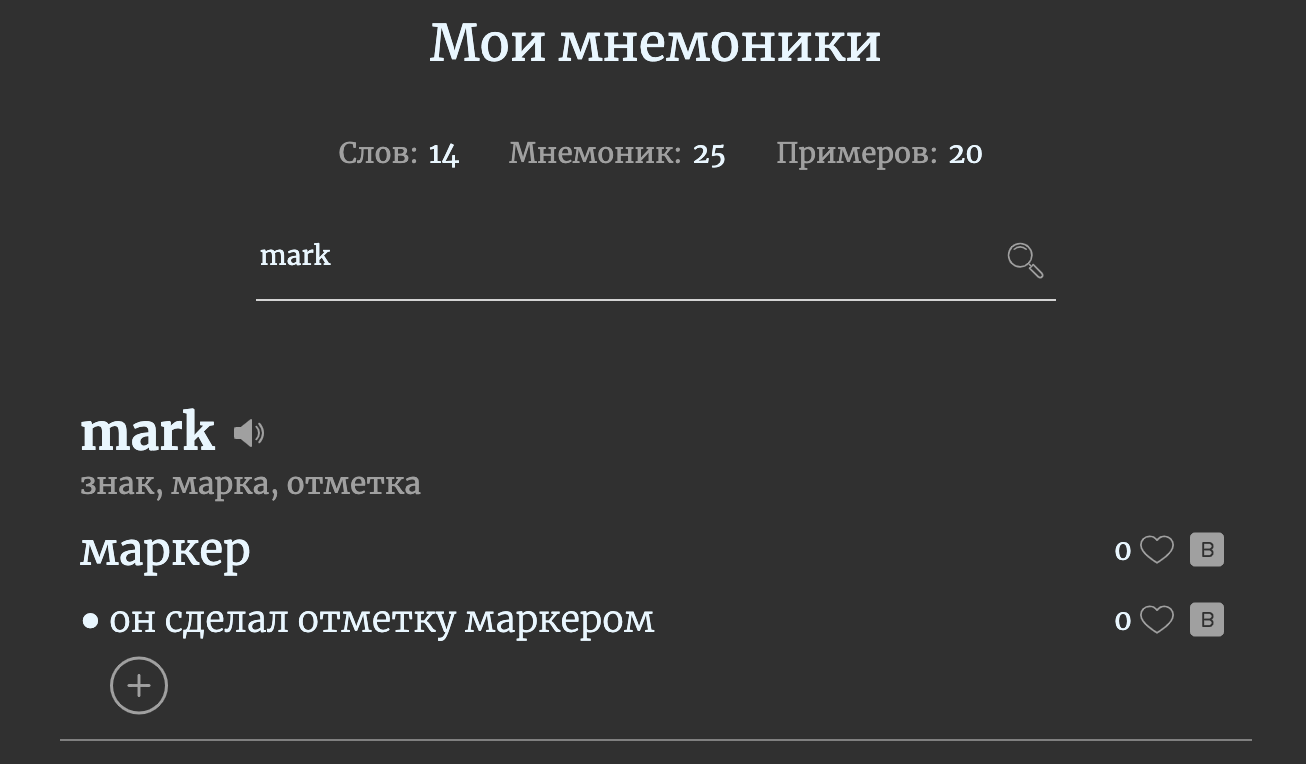 Мои мнемоники
Слов: 14 Мнемоник: 25 Примеров: 20
mark
mark
знак, марка, отметка
маркер 0 B
● он сделал отметку маркером 0 B